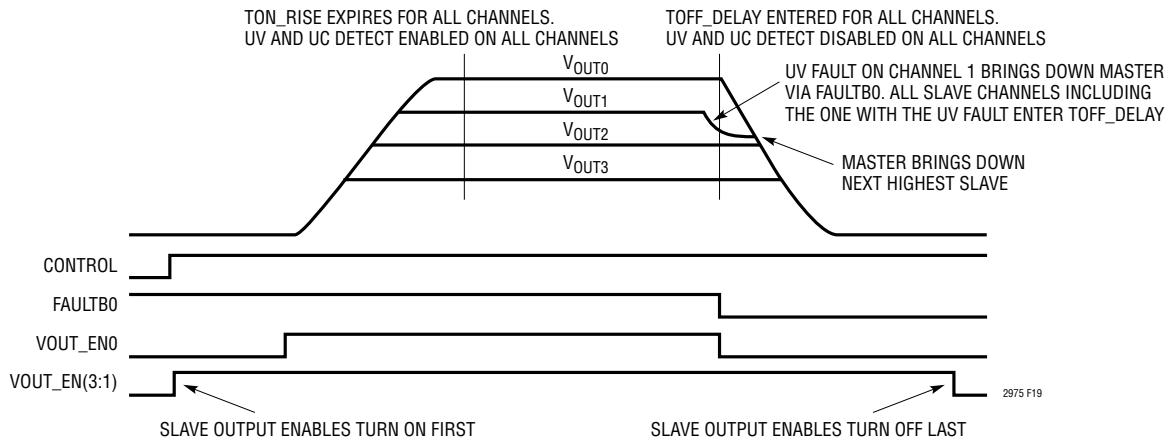 TON_RISE EXPIRES FOR ALL CHANNELS.
UV AND UC DETECT ENABLED ON ALL CHANNELS
TOFF_DELAY ENTERED FOR ALL CHANNELS.
UV AND UC DETECT DISABLED ON ALL CHANNELS
VOUT0
VOUT1
VOUT2
VOUT3
UV FAULT ON CHANNEL 1 BRINGS DOWN MASTER
VIA FAULTB0. ALL SLAVE CHANNELS INCLUDING
THE ONE WITH THE UV FAULT ENTER TOFF_DELAY
MASTER BRINGS DOWN
NEXT HIGHEST SLAVE
CONTROL
FAULTB0
VOUT_EN0
VOUT_EN(3:1)
2975 F19
SLAVE OUTPUT ENABLES TURN ON FIRST
SLAVE OUTPUT ENABLES TURN OFF LAST